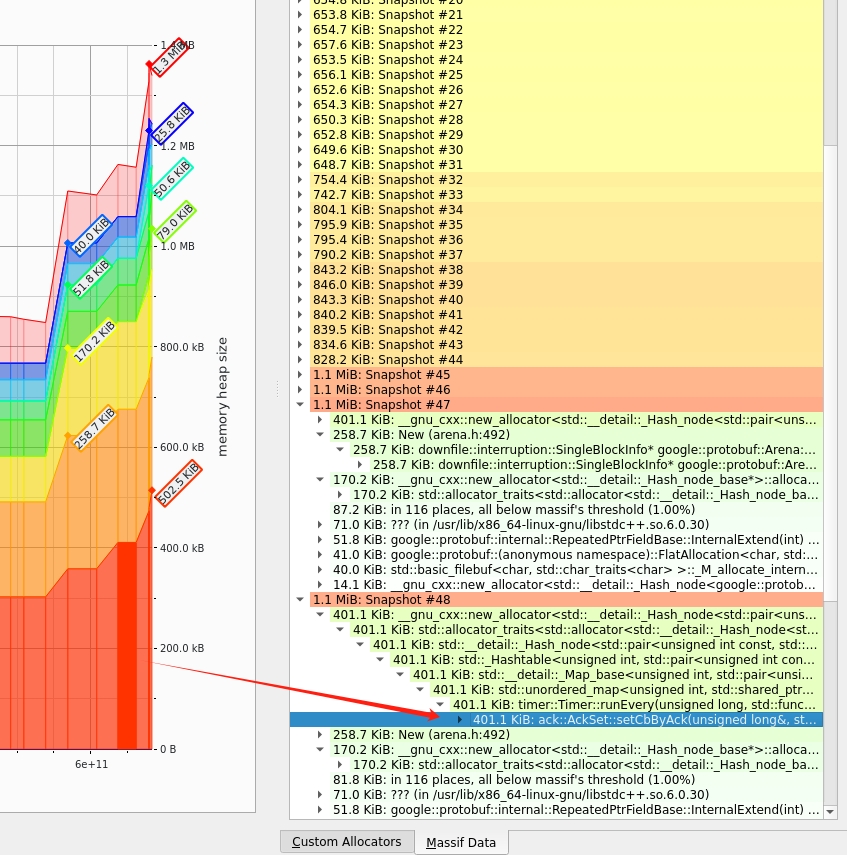 1.4 MB
1.3 MiB
25.8 KiB
1.2 MB
50.6 KiB
79.0 KiB
40.0 KiB
1.0 MB
51.8 KiB
170.2 KiB
800.0 kB
258.7 KiB
600.0 kB
502.5 KiB
400.0 kB
200.0 kB
0 B
6e+11
memory heap size
654.8 KiB: Snapshot #20
653.8 KiB: Snapshot #21
654.7 KiB: Snapshot #22
657.6 KiB: Snapshot #23
653.5 KiB: Snapshot #24
656.1 KiB: Snapshot #25
652.6 KiB: Snapshot #26
654.3 KiB: Snapshot #27
650.3 KiB: Snapshot #28
652.8 KiB: Snapshot #29
649.6 KiB: Snapshot #30
648.7 KiB: Snapshot #31
754.4 KiB: Snapshot #32
742.7 KiB: Snapshot #33
804.1 KiB: Snapshot #34
795.9 KiB: Snapshot #35
795.4 KiB: Snapshot #36
790.2 KiB: Snapshot #37
843.2 KiB: Snapshot #38
846.0 KiB: Snapshot #39
843.3 KiB: Snapshot #40
840.2 KiB: Snapshot #41
839.5 KiB: Snapshot #42
834.6 KiB: Snapshot #43
828.2 KiB: Snapshot #44
1.1 MiB: Snapshot #45
1.1 MiB: Snapshot #46
1.1 MiB: Snapshot #47
401.1 KiB: __gnu_cxx::new_allocator<std::__detail::_Hash_node<std::pair<uns...
258.7 KiB: New (arena.h:492)
258.7 KiB: downfile::interruption::SingleBlockInfo* google::protobuf::Arena:...
258.7 KiB: downfile::interruption::SingleBlockInfo* google::protobuf::Are...
170.2 KiB: __gnu_cxx::new_allocator<std::__detail::_Hash_node_base*>::alloca...
170.2 KiB: std::allocator_traits<std::allocator<std::__detail::_Hash_node_ba...
87.2 KiB: in 116 places, all below massif's threshold (1.00%)
71.0 KiB: ??? (in /usr/lib/x86_64-linux-gnu/libstdc++.so.6.0.30)
51.8 KiB: google::protobuf::internal::RepeatedPtrFieldBase::InternalExtend(int) ...
41.0 KiB: google::protobuf::(anonymous namespace)::FlatAllocation<char, std:...
40.0 KiB: std::basic_filebuf<char, std::char_traits<char> >::_M_allocate_intern...
14.1 KiB: __gnu_cxx::new_allocator<std::__detail::_Hash_node<google::protob...
1.1 MiB: Snapshot #48
401.1 KiB: __gnu_cxx::new_allocator<std::__detail::_Hash_node<std::pair<uns...
401.1 KiB: std::allocator_traits<std::allocator<std::__detail::_Hash_node<st...
401.1 KiB: std::__detail::_Hash_node<std::pair<unsigned int const, std::...
401.1 KiB: std::_Hashtable<unsigned int, std::pair<unsigned int con...
401.1 KiB: std::__detail::_Map_base<unsigned int, std::pair<unsi...
401.1 KiB: std::unordered_map<unsigned int, std::shared_ptr...
401.1 KiB: timer::Timer::runEvery(unsigned long, std::func...
401.1 KiB: ack::AckSet::setCbByAck(unsigned long&, st...
258.7 KiB: New (arena.h:492)
170.2 KiB: __gnu_cxx::new_allocator<std::__detail::_Hash_node_base*>::alloca...
170.2 KiB: std::allocator_traits<std::allocator<std::__detail::_Hash_node_ba...
81.8 KiB: in 116 places, all below massif's threshold (1.00%)
71.0 KiB: ??? (in /usr/lib/x86_64-linux-gnu/libstdc++.so.6.0.30)
51.8 KiB: google::protobuf::internal::RepeatedPtrFieldBase::InternalExtend(int) ...
Custom Allocators
Massif Data